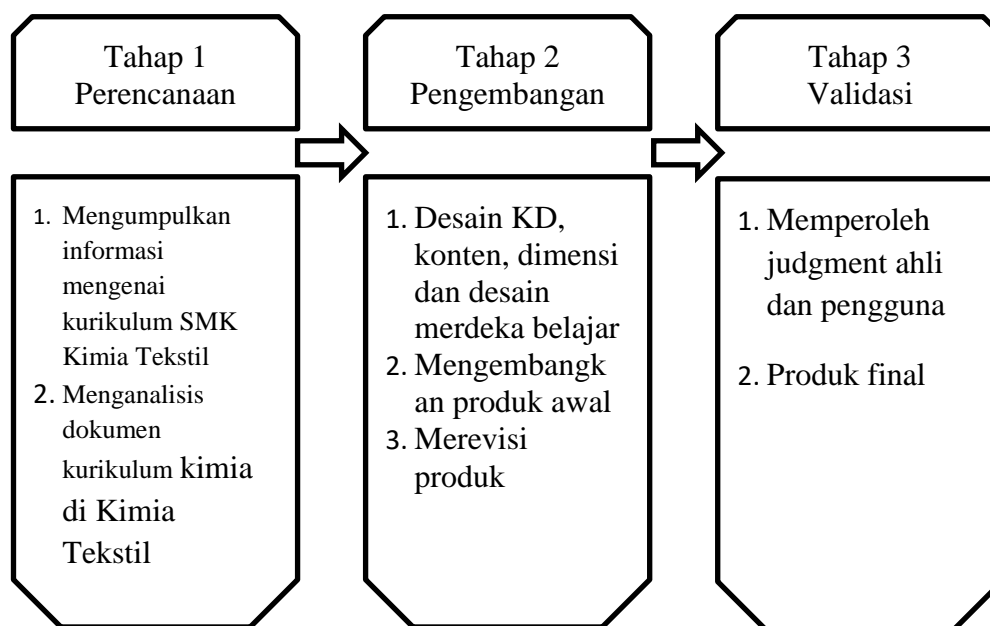 Tahap 1
Perencanaan
Tahap 2
Pengembangan
Tahap 3
Validasi
1. Mengumpulkan
informasi
mengenai
kurikulum SMK
Kimia Tekstil
2. Menganalisis
dokumen
kurikulum kimia
di Kimia
Tekstil
1. Desain KD,
konten, dimensi
dan desain
merdeka belajar
2. Mengembangk
an produk awal
3. Merevisi
produk
1. Memperoleh
judgment ahli
dan pengguna
2. Produk final